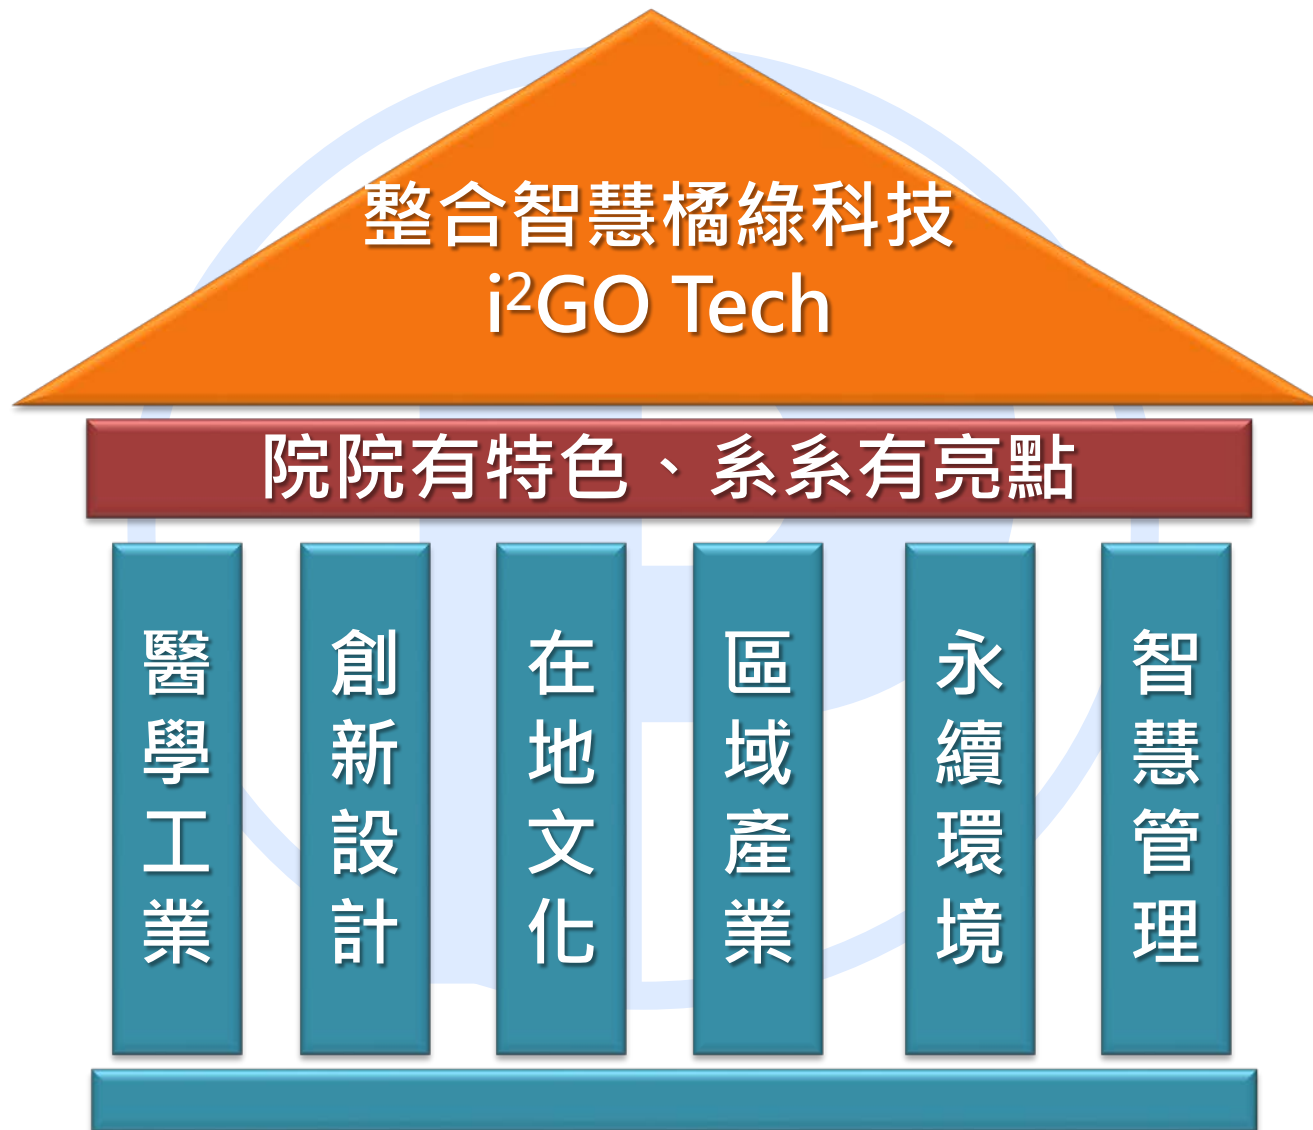 整合智慧橘綠科技
i²GO Tech
院院有特色、系系有亮點
醫學工業
創新設計
在地文化
區域產業
永續環境
智慧管理